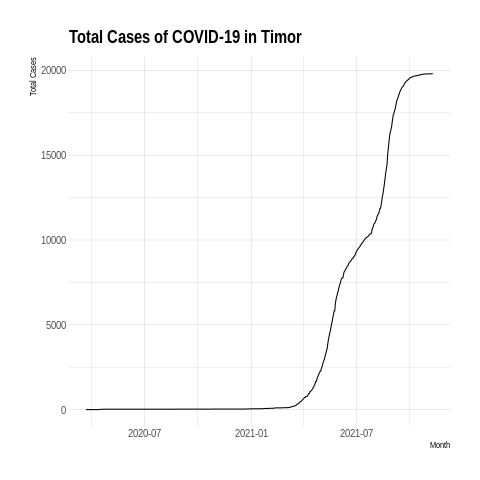 Total Cases of COVID-19 in Timor
Total Cases
20000
15000
10000
5000
0
2020-07 2021-01 2021-07
Month